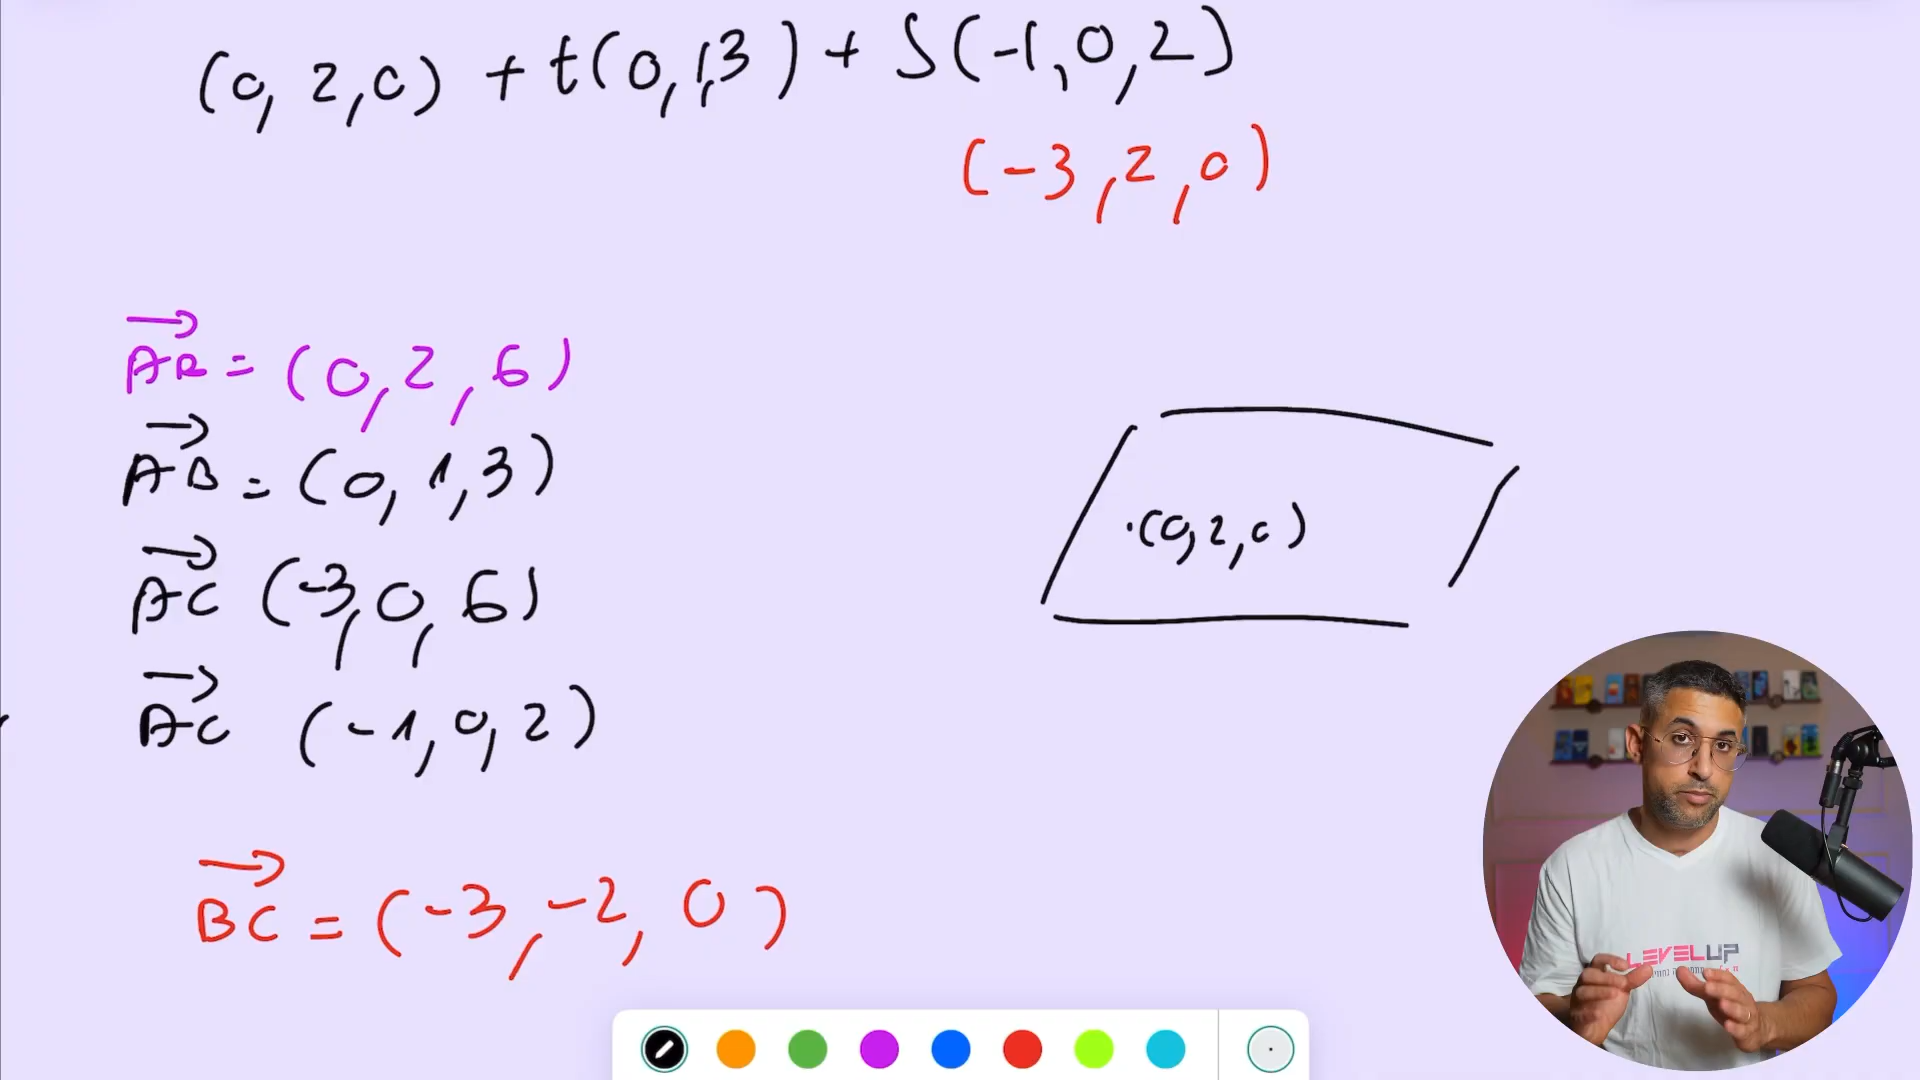 (0, 2, 0) + t(0, 1, 3) + S(-1, 0, 2)
(-3, 2, 0)
AB = (0, 2, 6)
AB = (0, 1, 3)
AC (-3, 0, 6)
AC (-1, 0, 2)
BC = (-3, -2, 0)
·(0, 2, 0)
LEVELUP